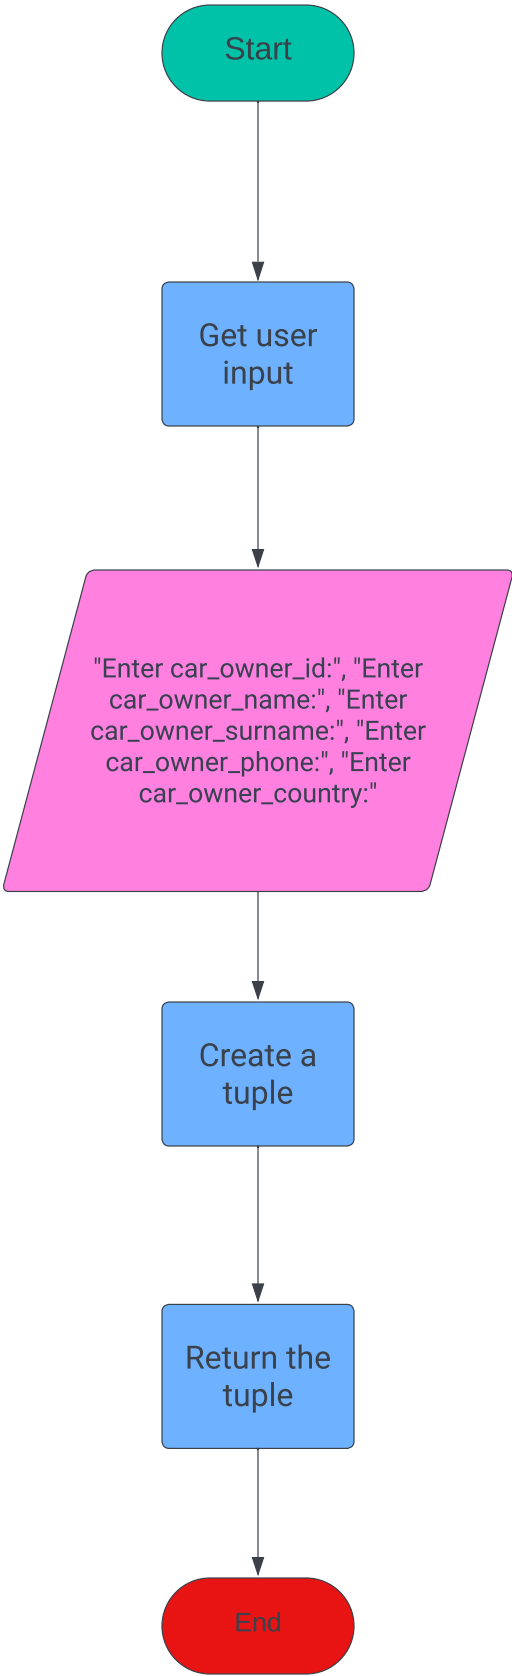 Start
Get user
input
"Enter car_owner_id:", "Enter
car_owner_name:", "Enter
car_owner_surname:", "Enter
car_owner_phone:", "Enter
car_owner_country:"
Create a
tuple
Return the
tuple
End